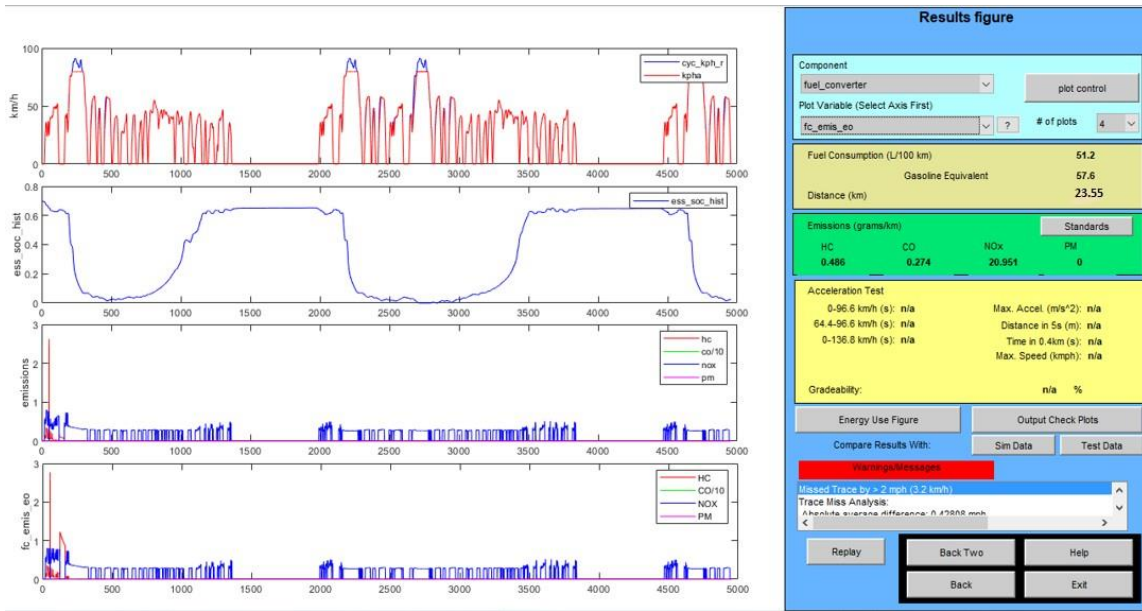 100
50
0
km/h
cyc_kph_r
kpha
0 500 1000 1500 2000 2500 3000 3500 4000 4500 5000
0.8
0.6
0.4
0.2
0
ess_soc_hist
ess_soc_hist
0 500 1000 1500 2000 2500 3000 3500 4000 4500 5000
3
2
1
0
emissions
hc
co/10
nox
pm
0 500 1000 1500 2000 2500 3000 3500 4000 4500 5000
3
2
1
0
fc_emis_eo
HC
CO/10
NOX
PM
0 500 1000 1500 2000 2500 3000 3500 4000 4500 5000
Results figure
Component
fuel_converter
plot control
Plot Variable (Select Axis First)
fc_emis_eo ? # of plots 4
Fuel Consumption (L/100 km) 51.2
Gasoline Equivalent 57.6
Distance (km) 23.55
Emissions (grams/km) Standards
HC CO NOx PM
0.486 0.274 20.951 0
Acceleration Test
0-96.6 km/h (s): n/a Max. Accel. (m/s^2): n/a
64.4-96.6 km/h (s): n/a Distance in 5s (m): n/a
0-136.8 km/h (s): n/a Time in 0.4km (s): n/a
Max. Speed (kmph): n/a
Gradeability: n/a %
Energy Use Figure Output Check Plots
Compare Results With: Sim Data Test Data
Warnings/Messages
Missed Trace by > 2 mph (3.2 km/h)
Trace Miss Analysis:
Absolute average difference: 0.42808 mph
Replay Back Two Help
Back Exit